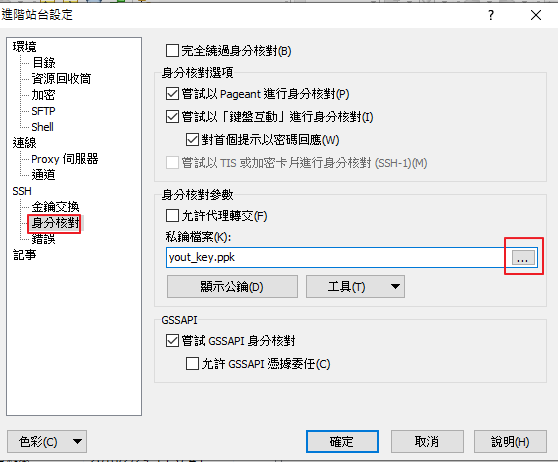 進階站台設定
環境
目錄
資源回收筒
加密
SFTP
Shell
連線
Proxy 伺服器
通道
SSH
金鑰交換
身分核對
錯誤
記事
完全繞過身分核對(B)
身分核對選項
嘗試以 Pageant 進行身分核對(P)
嘗試以「鍵盤互動」進行身分核對(I)
對首個提示以密碼回應(W)
嘗試以 TIS 或加密卡片進行身分核對 (SSH-1)(M)
身分核對參數
允許代理轉交(F)
私鑰檔案(K):
yout_key.ppk
...
顯示公鑰(D)
工具(T)
GSSAPI
嘗試 GSSAPI 身分核對
允許 GSSAPI 憑據委任(C)
色彩(C)
確定
取消
說明(H)